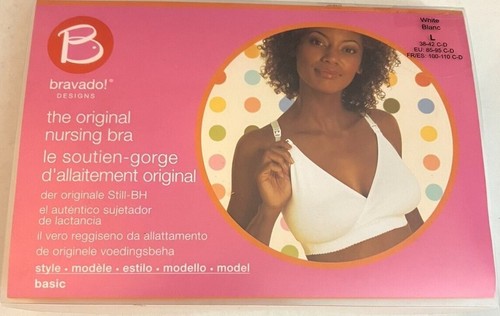 B
bravado!®
DESIGNS
the original
nursing bra
le soutien-gorge
d'allaitement original
der originale Still-BH
el auténtico sujetador
de lactancia
il vero reggiseno da allattamento
de originele voedingsbeha
style • modèle • estilo • modello • model
basic
White
Blanc
L
38-42 C-D
EU: 85-95 C-D
FR/ES: 100-110 C-D